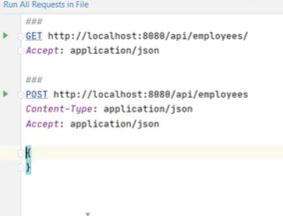 Run All Requests in File
###
GET http://localhost:8080/api/employees/
Accept: application/json
###
POST http://localhost:8080/api/employees
Content-Type: application/json
Accept: application/json
{
}